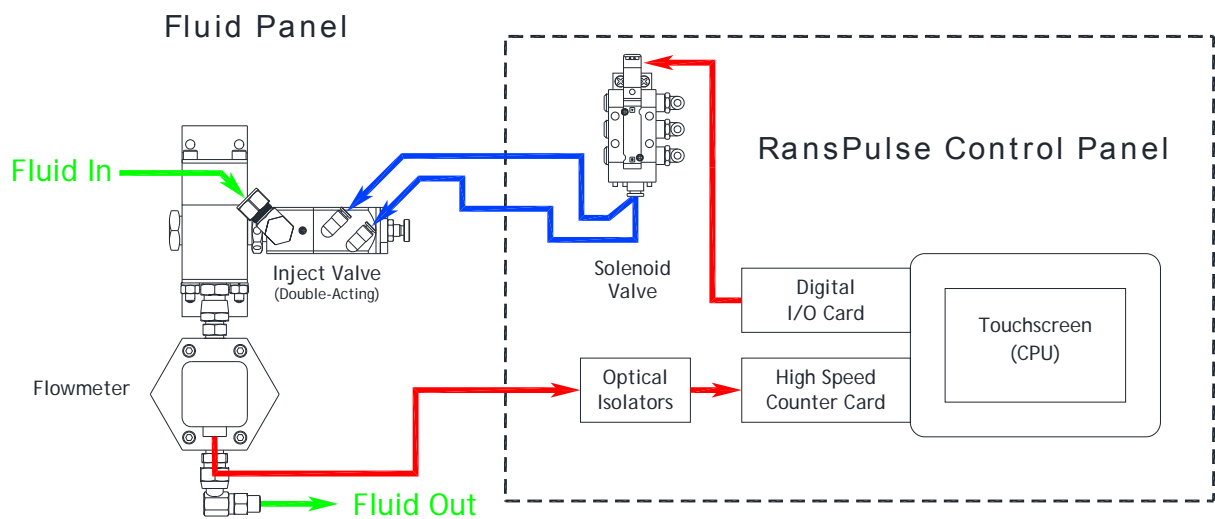 Fluid Panel
RansPulse Control Panel
Fluid In
Inject Valve
(Double-Acting)
Solenoid
Valve
Digital
I/O Card
Touchscreen
(CPU)
Flowmeter
Optical
Isolators
High Speed
Counter Card
Fluid Out